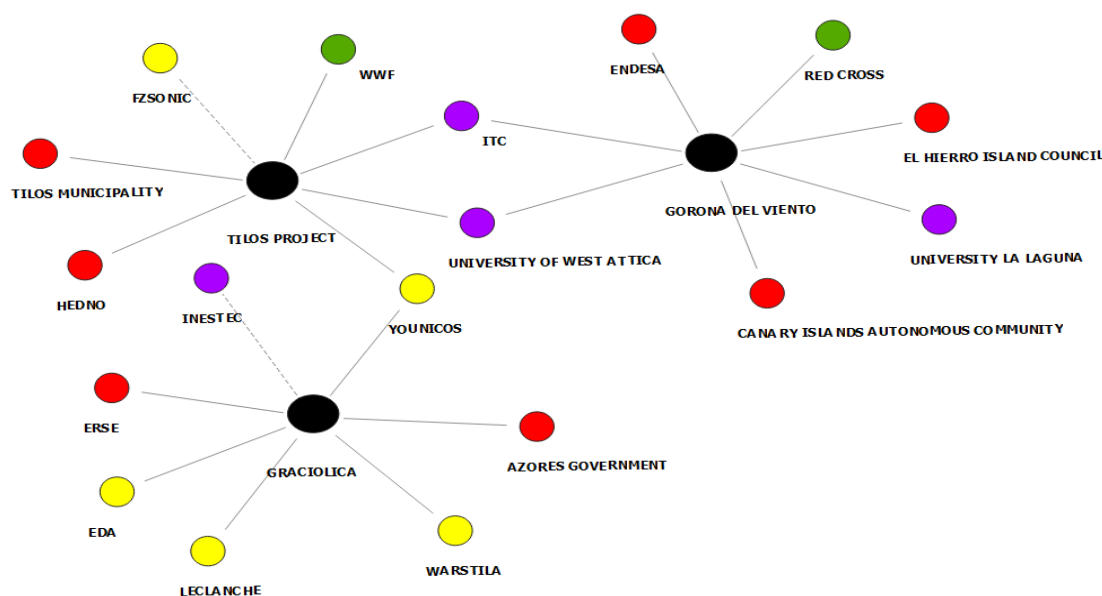 ENDESA
RED CROSS
WWF
FZSONIC
ITC
EL HIERRO ISLAND COUNCIL
TILOS MUNICIPALITY
GORONA DEL VIENTO
TILOS PROJECT
UNIVERSITY OF WEST ATTICA
UNIVERSITY LA LAGUNA
HEDNO
INESTEC
YOUNICOS
CANARY ISLANDS AUTONOMOUS COMMUNITY
ERSE
GRACIOLICA
AZORES GOVERNMENT
EDA
WARSTILA
LECLANCHE